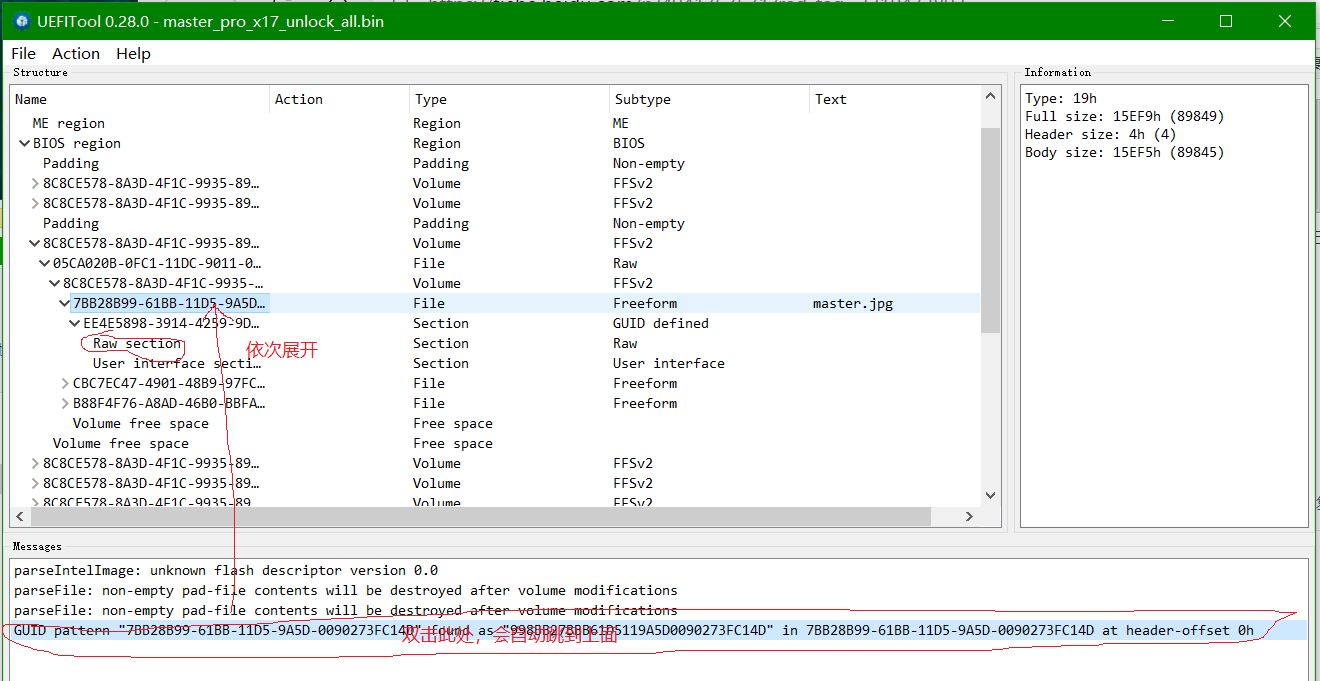 UEFITool 0.28.0 - master_pro_x17_unlock_all.bin
File Action Help
Structure
Name Action Type Subtype Text
ME region Region ME
BIOS region Region BIOS
Padding Padding Non-empty
8C8CE578-8A3D-4F1C-9935-89… Volume FFSv2
8C8CE578-8A3D-4F1C-9935-89… Volume FFSv2
Padding Padding Non-empty
8C8CE578-8A3D-4F1C-9935-89… Volume FFSv2
05CA020B-0FC1-11DC-9011-0… File Raw
8C8CE578-8A3D-4F1C-9935-… Volume FFSv2
7BB28B99-61BB-11D5-9A5D… File Freeform master.jpg
EE4E5898-3914-4259-9D… Section GUID defined
Raw section Section Raw
依次展开
User interface secti… Section User interface
CBC7EC47-4901-48B9-97FC… File Freeform
B88F4F76-A8AD-46B0-BBFA… File Freeform
Volume free space Free space
Volume free space Free space
8C8CE578-8A3D-4F1C-9935-89… Volume FFSv2
8C8CE578-8A3D-4F1C-9935-89… Volume FFSv2
8C8CE578-8A3D-4F1C-9935-89 Volume FFSv2
Information
Type: 19h
Full size: 15EF9h (89849)
Header size: 4h (4)
Body size: 15EF5h (89845)
Messages
parseIntelImage: unknown flash descriptor version 0.0
parseFile: non-empty pad-file contents will be destroyed after volume modifications
parseFile: non-empty pad-file contents will be destroyed after volume modifications
GUID pattern "7BB28B99-61BB-11D5-9A5D-0090273FC14D" found as "998BB27BBB61D5119A5D0090273FC14D" in 7BB28B99-61BB-11D5-9A5D-0090273FC14D at header-offset 0h
双击此处，会自动跳到上面